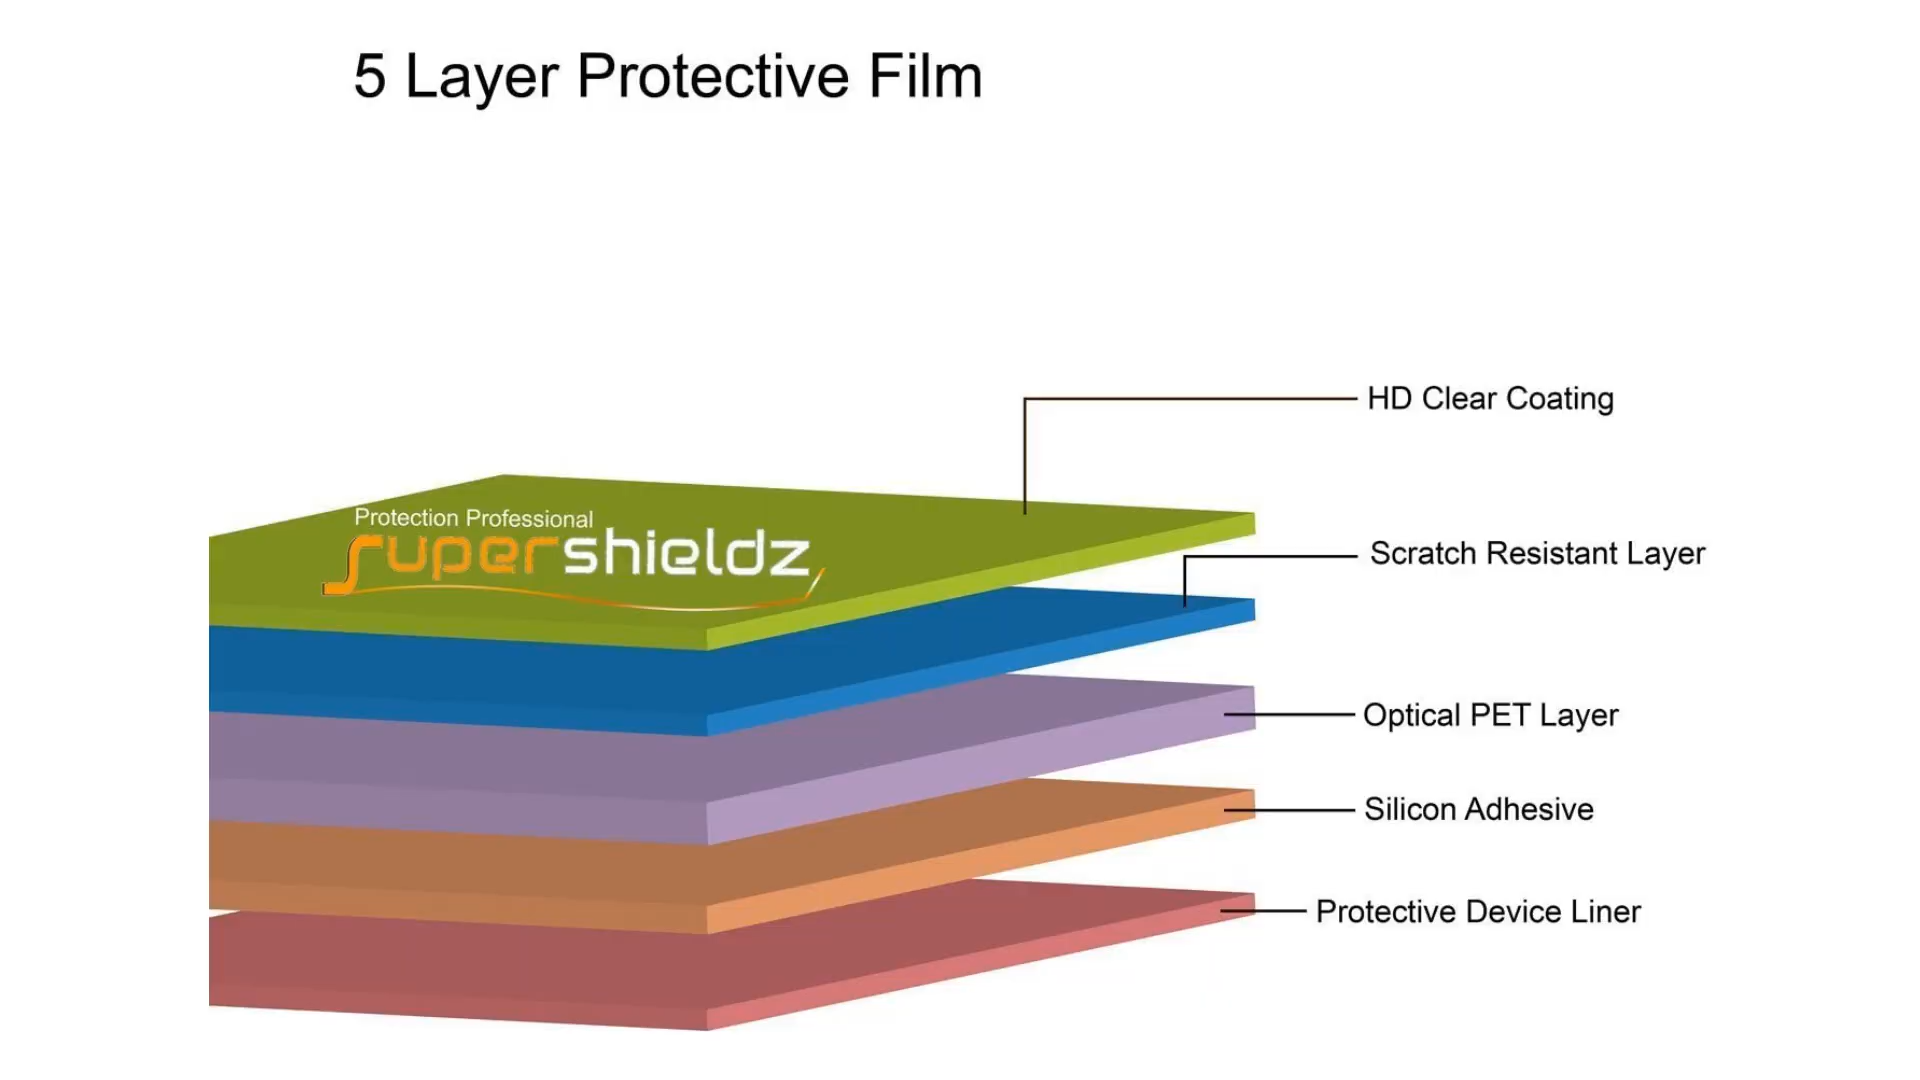 5 Layer Protective Film
HD Clear Coating
Protection Professional
supershieldz
Scratch Resistant Layer
Optical PET Layer
Silicon Adhesive
Protective Device Liner